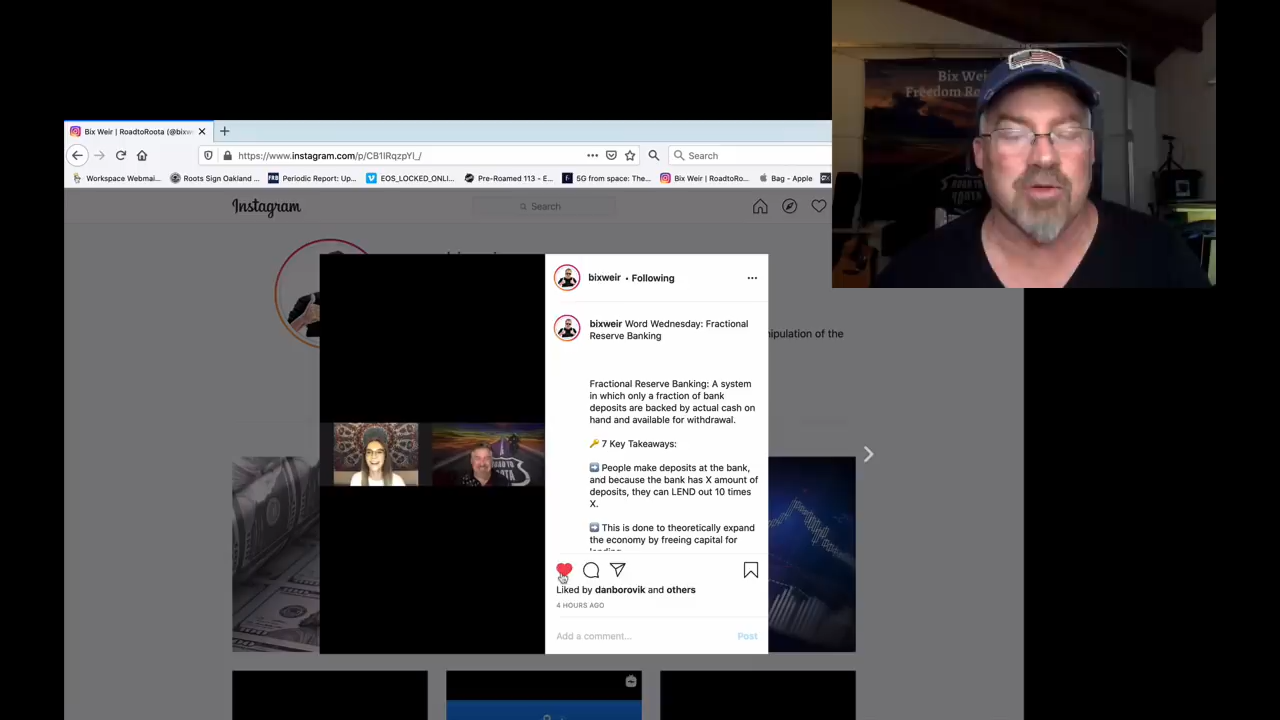 Bix Weir | RoadtoRoota (@bixw
https://www.instagram.com/p/CB1IRqzpYl_/
Search
Workspace Webmai...
Roots Sign Oakland ...
Periodic Report: Up...
EOS_LOCKED_ONLI...
Pre-Roamed 113 – E...
5G from space: The...
Bix Weir | RoadtoRo...
Bag - Apple
Instagram
Search
bixweir • Following
bixweir Word Wednesday: Fractional
Reserve Banking
Fractional Reserve Banking: A system
in which only a fraction of bank
deposits are backed by actual cash on
hand and available for withdrawal.
🔑 7 Key Takeaways:
➡️ People make deposits at the bank,
and because the bank has X amount of
deposits, they can LEND out 10 times
X.
➡️ This is done to theoretically expand
the economy by freeing capital for
Liked by danborovik and others
4 HOURS AGO
Add a comment...
Post
nipulation of the
Bix Wei
Freedom Ro
ROAD TO